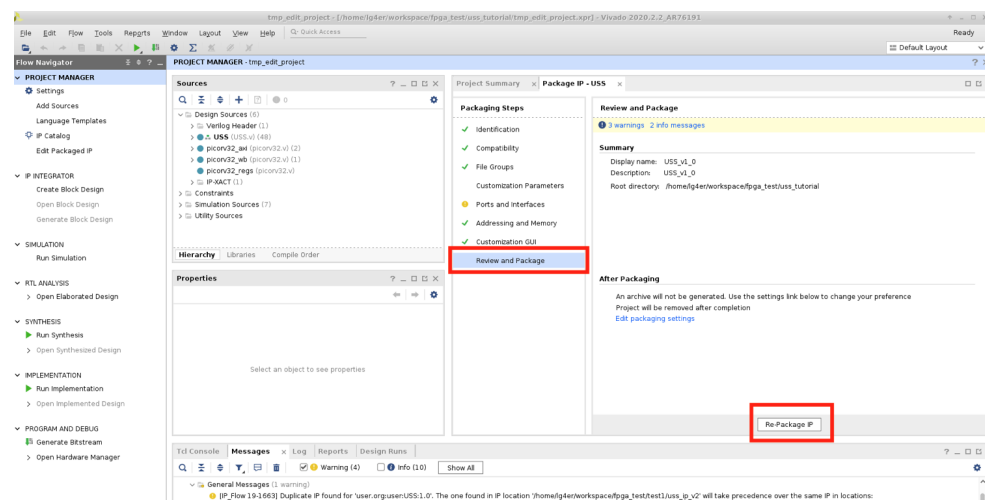 tmp_edit_project - [/home/lg4er/workspace/fpga_test/uss_tutorial/tmp_edit_project.xpr] - Vivado 2020.2.2_AR76191
File Edit Flow Tools Reports Window Layout View Help Quick Access
Ready
Default Layout
Flow Navigator
PROJECT MANAGER - tmp_edit_project
PROJECT MANAGER
Settings
Add Sources
Language Templates
IP Catalog
Edit Packaged IP
IP INTEGRATOR
Create Block Design
Open Block Design
Generate Block Design
SIMULATION
Run Simulation
RTL ANALYSIS
Open Elaborated Design
SYNTHESIS
Run Synthesis
Open Synthesized Design
IMPLEMENTATION
Run Implementation
Open Implemented Design
PROGRAM AND DEBUG
Generate Bitstream
Open Hardware Manager
Sources
0
Design Sources (6)
Verilog Header (1)
USS (USS.v) (48)
picorv32_axi (picorv32.v) (2)
picorv32_wb (picorv32.v) (1)
picorv32_regs (picorv32.v)
IP-XACT (1)
Constraints
Simulation Sources (7)
Utility Sources
Hierarchy Libraries Compile Order
Properties
Select an object to see properties
Project Summary Package IP - USS
Packaging Steps
Identification
Compatibility
File Groups
Customization Parameters
Ports and Interfaces
Addressing and Memory
Customization GUI
Review and Package
Review and Package
3 warnings 2 info messages
Summary
Display name: USS_v1_0
Description: USS_v1_0
Root directory: /home/lg4er/workspace/fpga_test/uss_tutorial
After Packaging
An archive will not be generated. Use the settings link below to change your preference
Project will be removed after completion
Edit packaging settings
Re-Package IP
Tcl Console Messages Log Reports Design Runs
Warning (4) Info (10) Show All
General Messages (1 warning)
[IP_Flow 19-1663] Duplicate IP found for 'user.org:user:USS:1.0'. The one found in IP location '/home/lg4er/workspace/fpga_test/test1/uss_ip_v2' will take precedence over the same IP in locations: